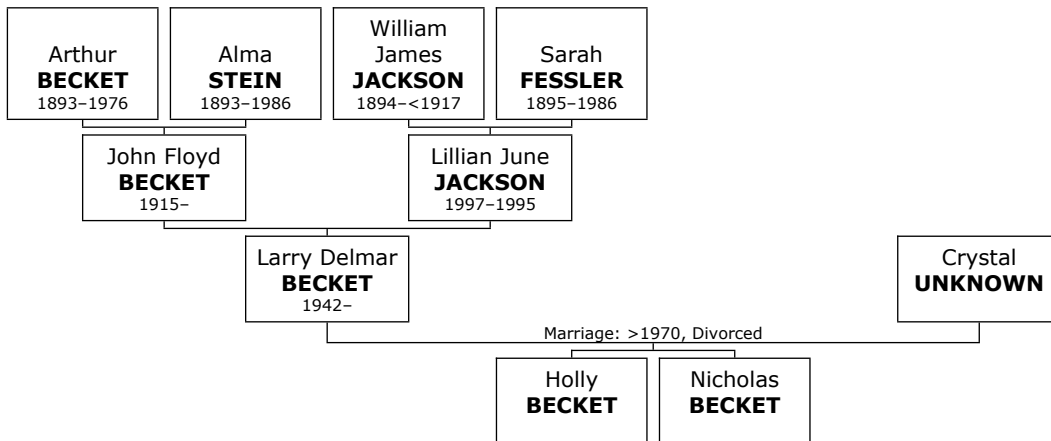 Arthur
BECKET
1893–1976
Alma
STEIN
1893–1986
William
James
JACKSON
1894–<1917
Sarah
FESSLER
1895–1986
John Floyd
BECKET
1915–
Lillian June
JACKSON
1997–1995
Larry Delmar
BECKET
1942–
Crystal
UNKNOWN
Marriage: >1970, Divorced
Holly
BECKET
Nicholas
BECKET